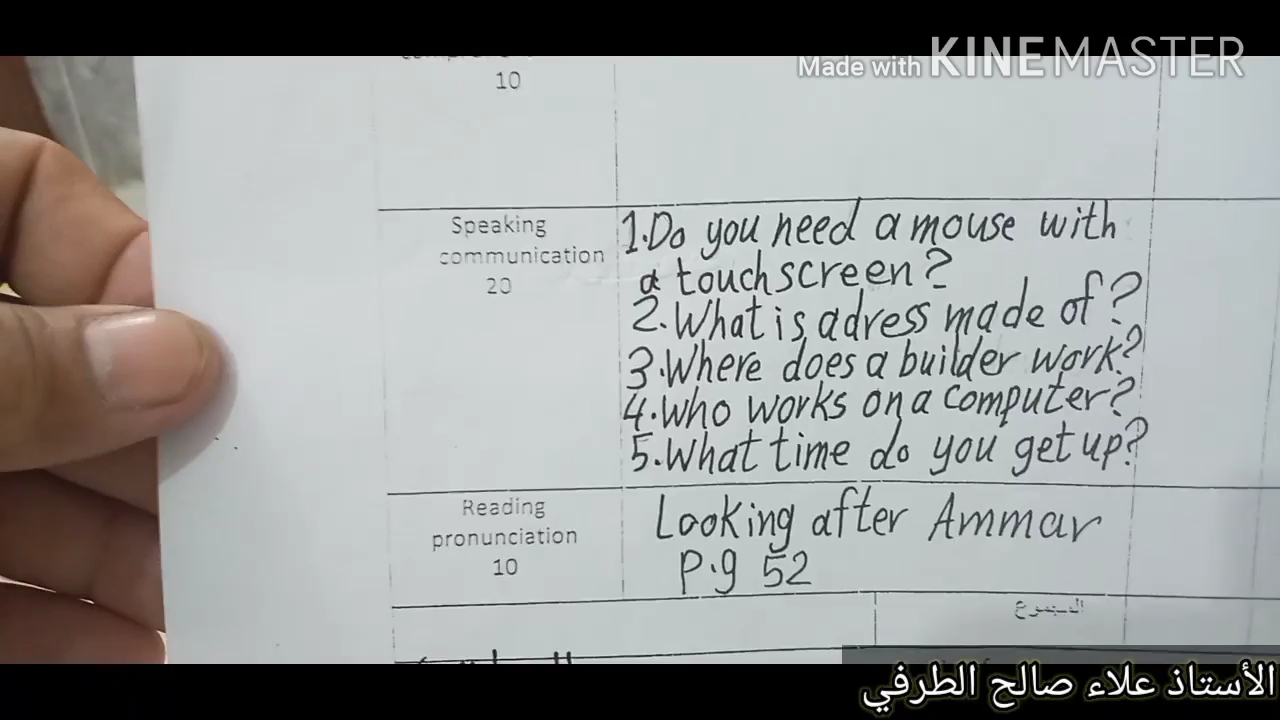 Made with KINEMASTER
10
Speaking
communication
20
1.Do you need a mouse with
a touch screen?
2.What is adress made of?
3.Where does a builder work?
4.Who works on a computer?
5.What time do you get up?
Reading
pronunciation
10
Looking after Ammar
P.g 52
المجموع
الأستاذ علاء صالح الطرفي